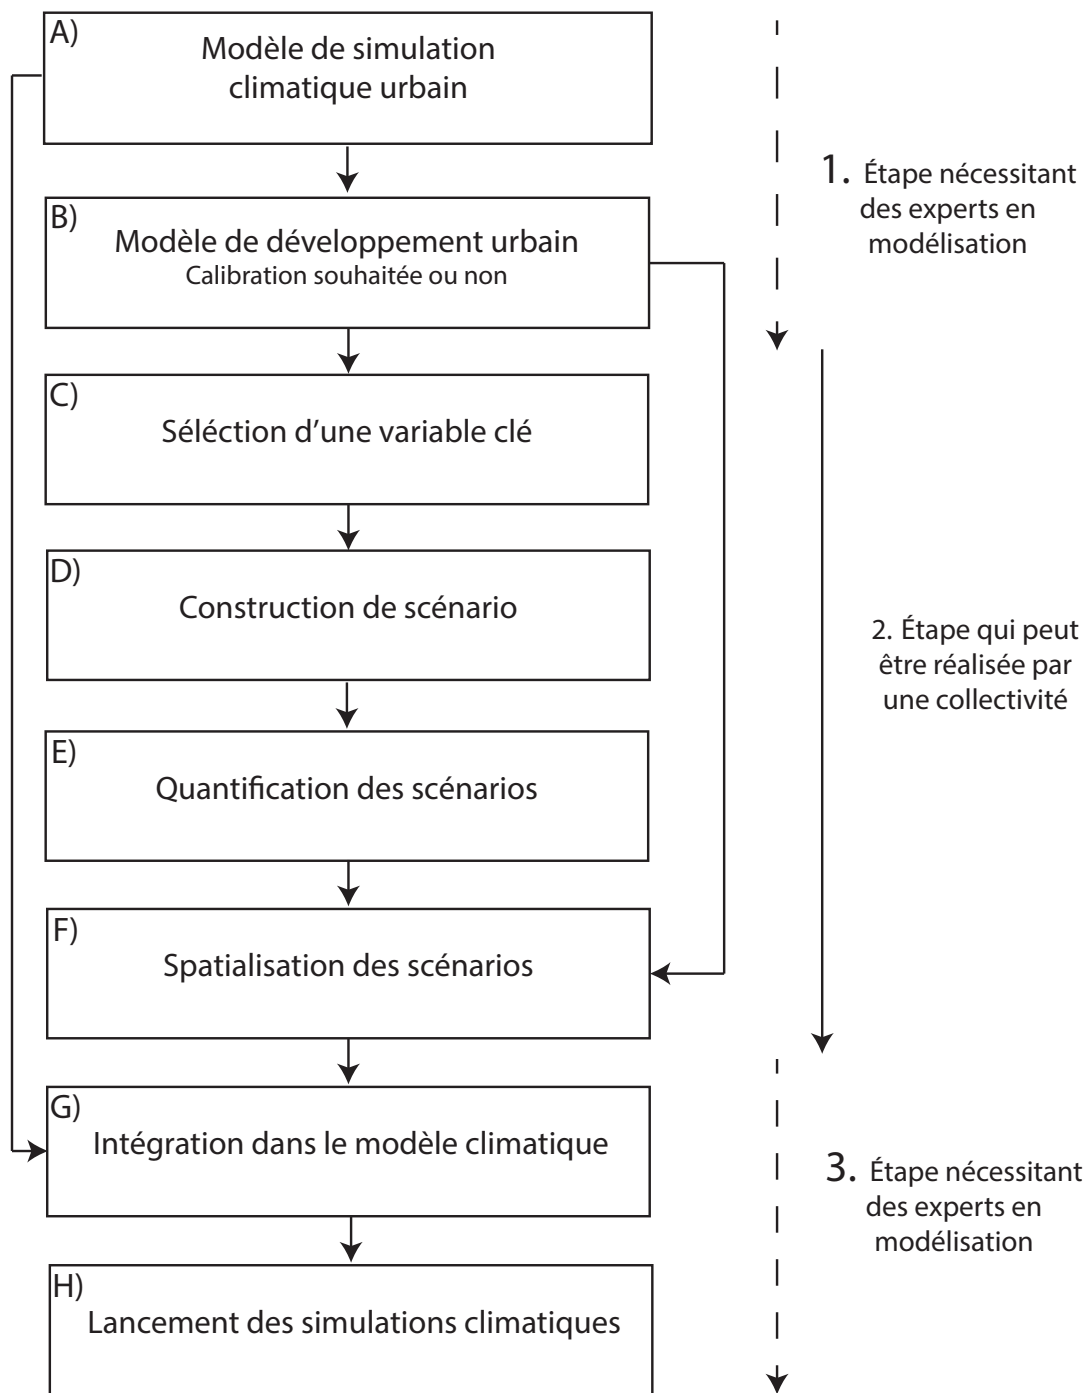 A)
Modèle de simulation
climatique urbain
B)
Modèle de développement urbain
Calibration souhaitée ou non
1. Étape nécessitant
des experts en
modélisation
C)
Séléction d'une variable clé
D)
Construction de scénario
2. Étape qui peut
être réalisée par
une collectivité
E)
Quantification des scénarios
F)
Spatialisation des scénarios
G)
Intégration dans le modèle climatique
3. Étape nécessitant
des experts en
modélisation
H)
Lancement des simulations climatiques